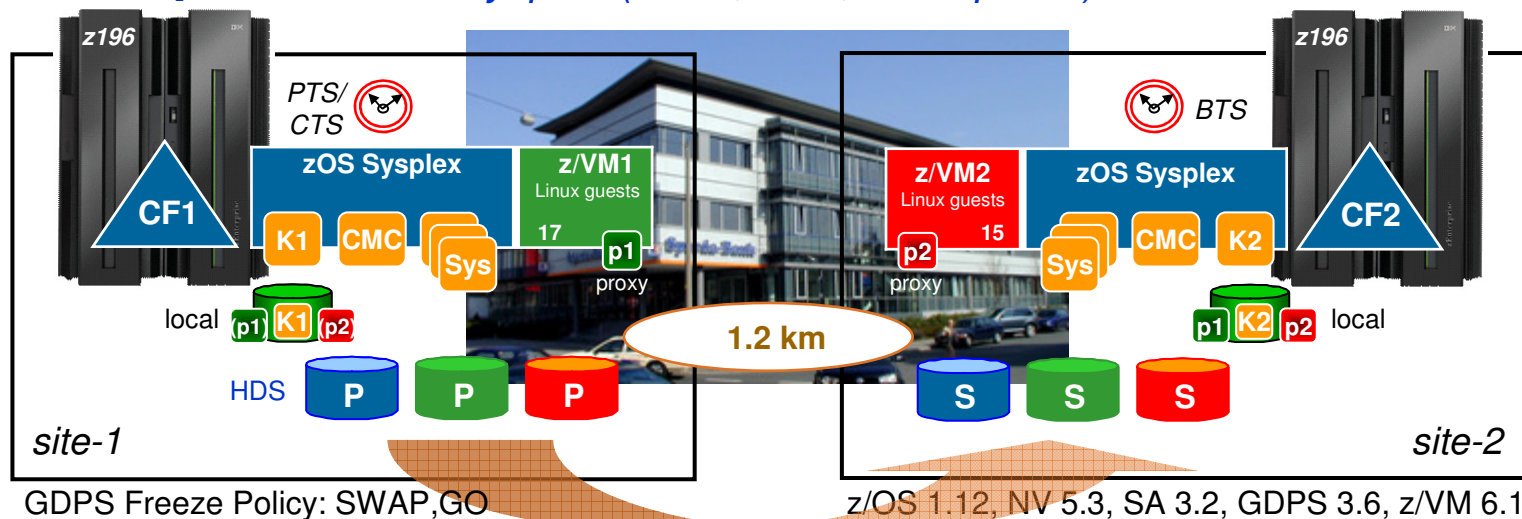 z196
z196
PTS/
CTS
BTS
zOS Sysplex
z/VM1
Linux guests
17
p1
proxy
z/VM2
Linux guests
15
p2
proxy
zOS Sysplex
CF1
K1
CMC
Sys
Sys
CMC
K2
CF2
local
(p1)
K1
(p2)
p1
K2
p2
local
1.2 km
HDS
P
P
P
S
S
S
site-1
site-2
GDPS Freeze Policy: SWAP,GO
z/OS 1.12, NV 5.3, SA 3.2, GDPS 3.6, z/VM 6.1